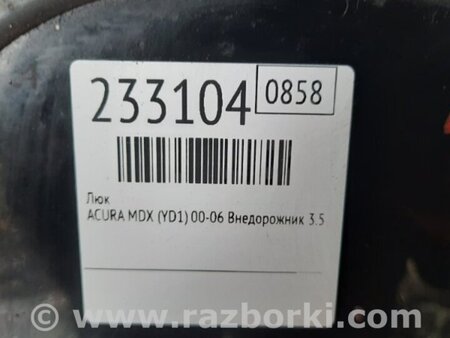 233104 0858
Люк
ACURA MDX (YD1) 00-06 Внедорожник 3.5
www.razborki.com